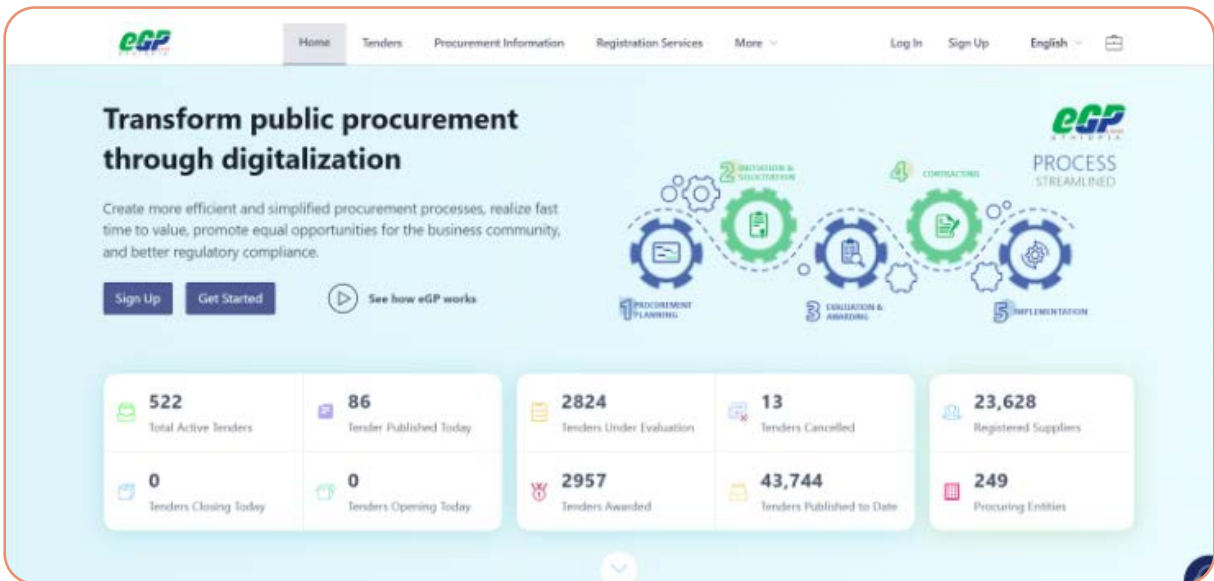 eGP
ETHIOPIA
Home
Tenders
Procurement Information
Registration Services
More
Log In
Sign Up
English
Transform public procurement
through digitalization
Create more efficient and simplified procurement processes, realize fast
time to value, promote equal opportunities for the business community,
and better regulatory compliance.
Sign Up
Get Started
See how eGP works
eGP
ETHIOPIA
PROCESS
STREAMLINED
1 PROCUREMENT
PLANNING
2 INITIATION &
SOLICITATION
3 EVALUATION &
AWARDING
4 CONTRACTING
5 IMPLEMENTATION
522
Total Active Tenders
86
Tender Published Today
0
Tenders Closing Today
0
Tenders Opening Today
2824
Tenders Under Evaluation
13
Tenders Cancelled
2957
Tenders Awarded
43,744
Tenders Published to Date
23,628
Registered Suppliers
249
Procuring Entities